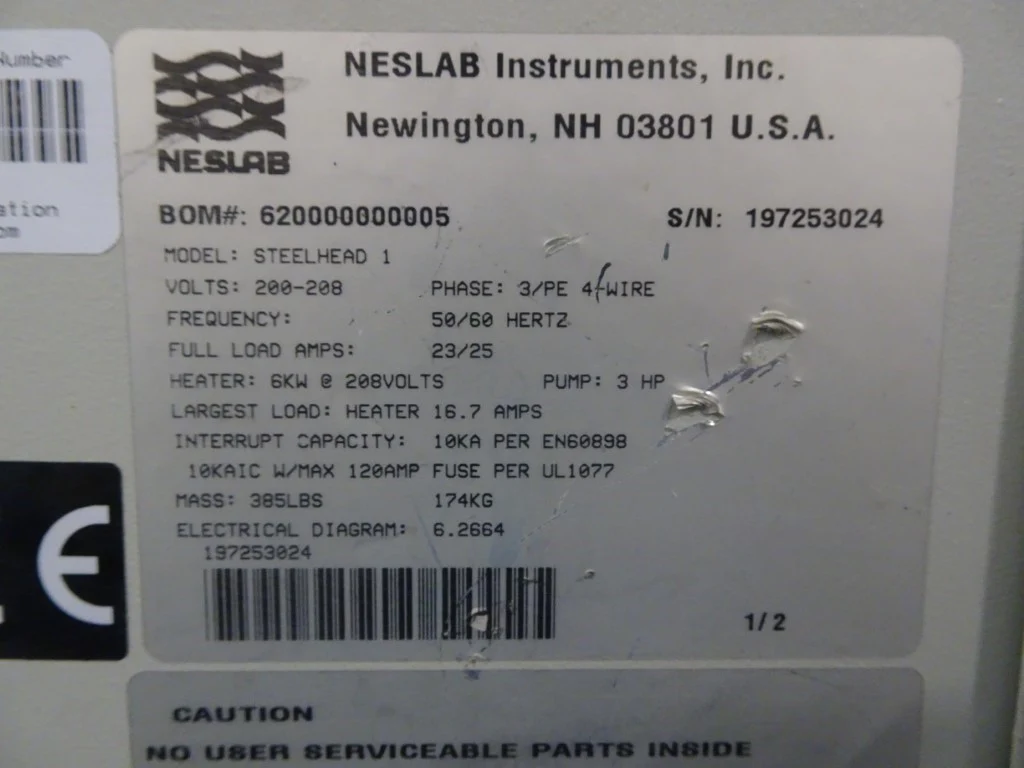 NESLAB Instruments, Inc.
Newington, NH 03801 U.S.A.
NESLAB
BOM#: 620000000005 S/N: 197253024
MODEL: STEELHEAD 1
VOLTS: 200-208 PHASE: 3/PE 4-WIRE
FREQUENCY: 50/60 HERTZ
FULL LOAD AMPS: 23/25
HEATER: 6KW @ 208VOLTS PUMP: 3 HP
LARGEST LOAD: HEATER 16.7 AMPS
INTERRUPT CAPACITY: 10KA PER EN60898
10KAIC W/MAX 120AMP FUSE PER UL1077
MASS: 385LBS 174KG
ELECTRICAL DIAGRAM: 6.2664
197253024
1/2
CAUTION
NO USER SERVICEABLE PARTS INSIDE
CE